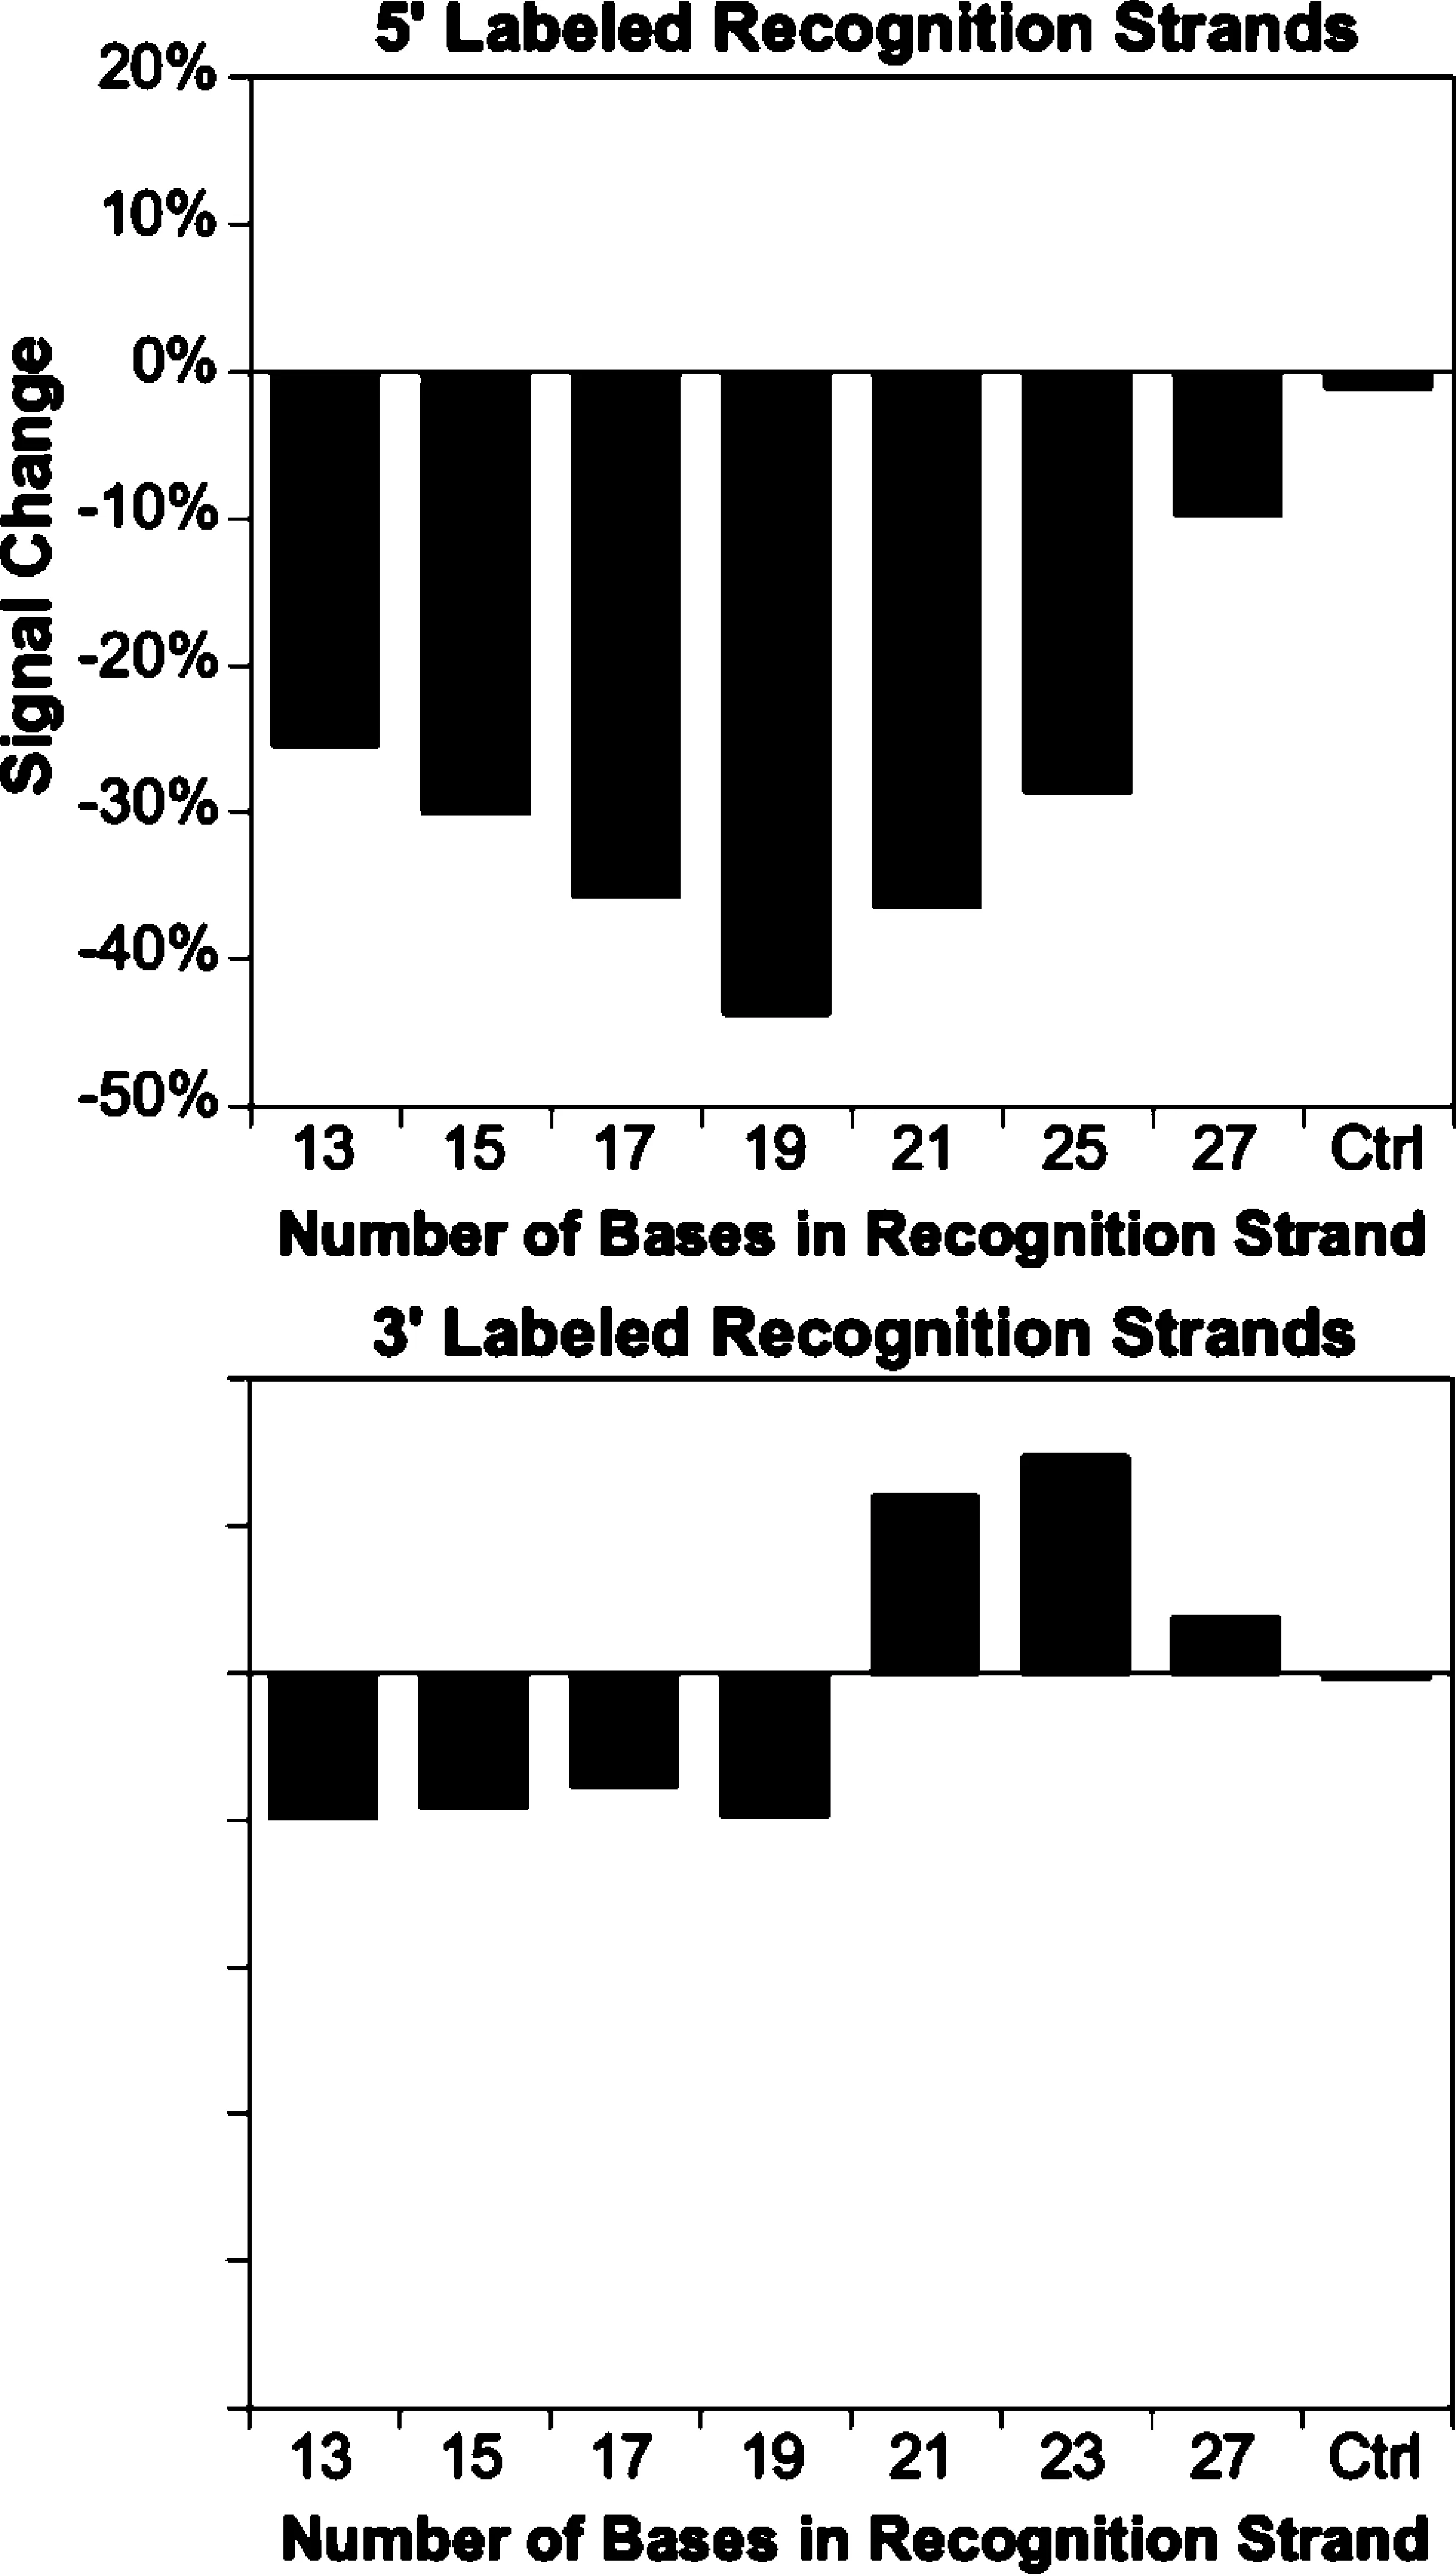 5' Labeled Recognition Strands
20%
10%
0%
-10%
-20%
-30%
-40%
-50%
Signal Change
13 15 17 19 21 25 27 Ctrl
Number of Bases in Recognition Strand
3' Labeled Recognition Strands
13 15 17 19 21 23 27 Ctrl
Number of Bases in Recognition Strand